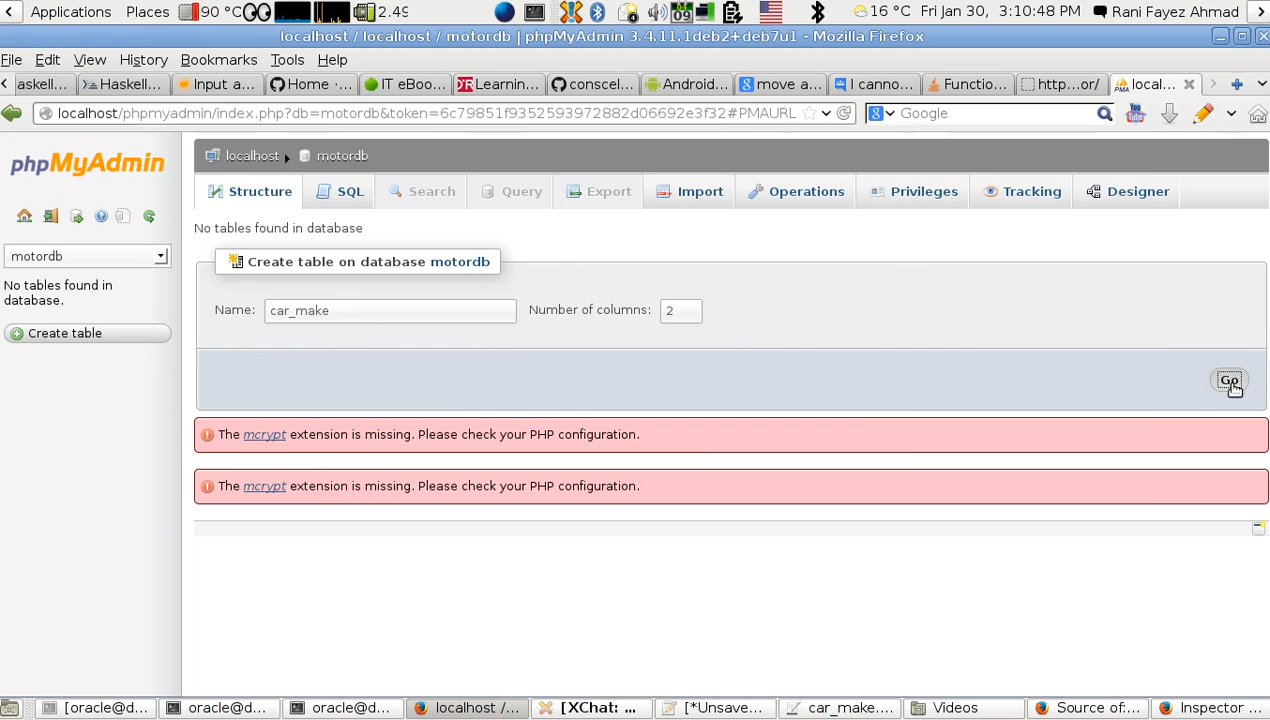 Applications Places 90 °C 2.49 09 16 °C Fri Jan 30, 3:10:48 PM Rani Fayez Ahmad
localhost / localhost / motordb | phpMyAdmin 3.4.11.1deb2+deb7u1 - Mozilla Firefox
File Edit View History Bookmarks Tools Help
askell... Haskell... Input a... Home ·... IT eBoo... Learnin... conscel... Android... move a... I canno... Functio... http...or/ local...
localhost/phpmyadmin/index.php?db=motordb&token=6c79851f9352593972882d06692e3f32#PMAURL Google
phpMyAdmin
localhost motordb
Structure SQL Search Query Export Import Operations Privileges Tracking Designer
motordb
No tables found in database.
Create table
No tables found in database
Create table on database motordb
Name: car_make Number of columns: 2
Go
The mcrypt extension is missing. Please check your PHP configuration.
The mcrypt extension is missing. Please check your PHP configuration.
[oracle@d... oracle@d... oracle@d... localhost /... [XChat: ... [*Unsave... car_make.... Videos Source of:... Inspector ...